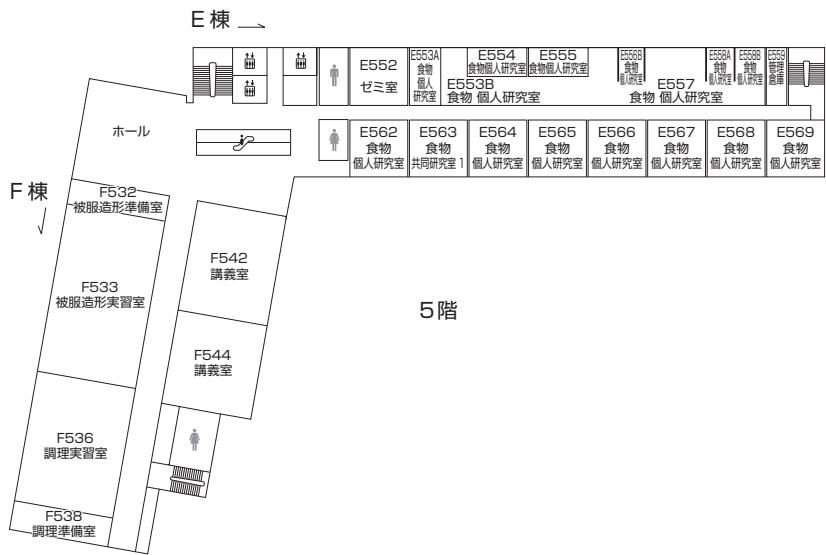 E棟
E552
ゼミ室
E553A
食物
個人
研究室
E554
食物個人研究室
E555
食物個人研究室
E553B
食物 個人研究室
E556B
食物
個人研究室
E557
食物 個人研究室
E558A
食物
個人研究室
E558B
食物
個人研究室
E559
管理
倉庫
ホール
E562
食物
個人研究室
E563
食物
共同研究室 1
E564
食物
個人研究室
E565
食物
個人研究室
E566
食物
個人研究室
E567
食物
個人研究室
E568
食物
個人研究室
E569
食物
個人研究室
F棟
F532
被服造形準備室
F533
被服造形実習室
F542
講義室
5階
F544
講義室
F536
調理実習室
F538
調理準備室